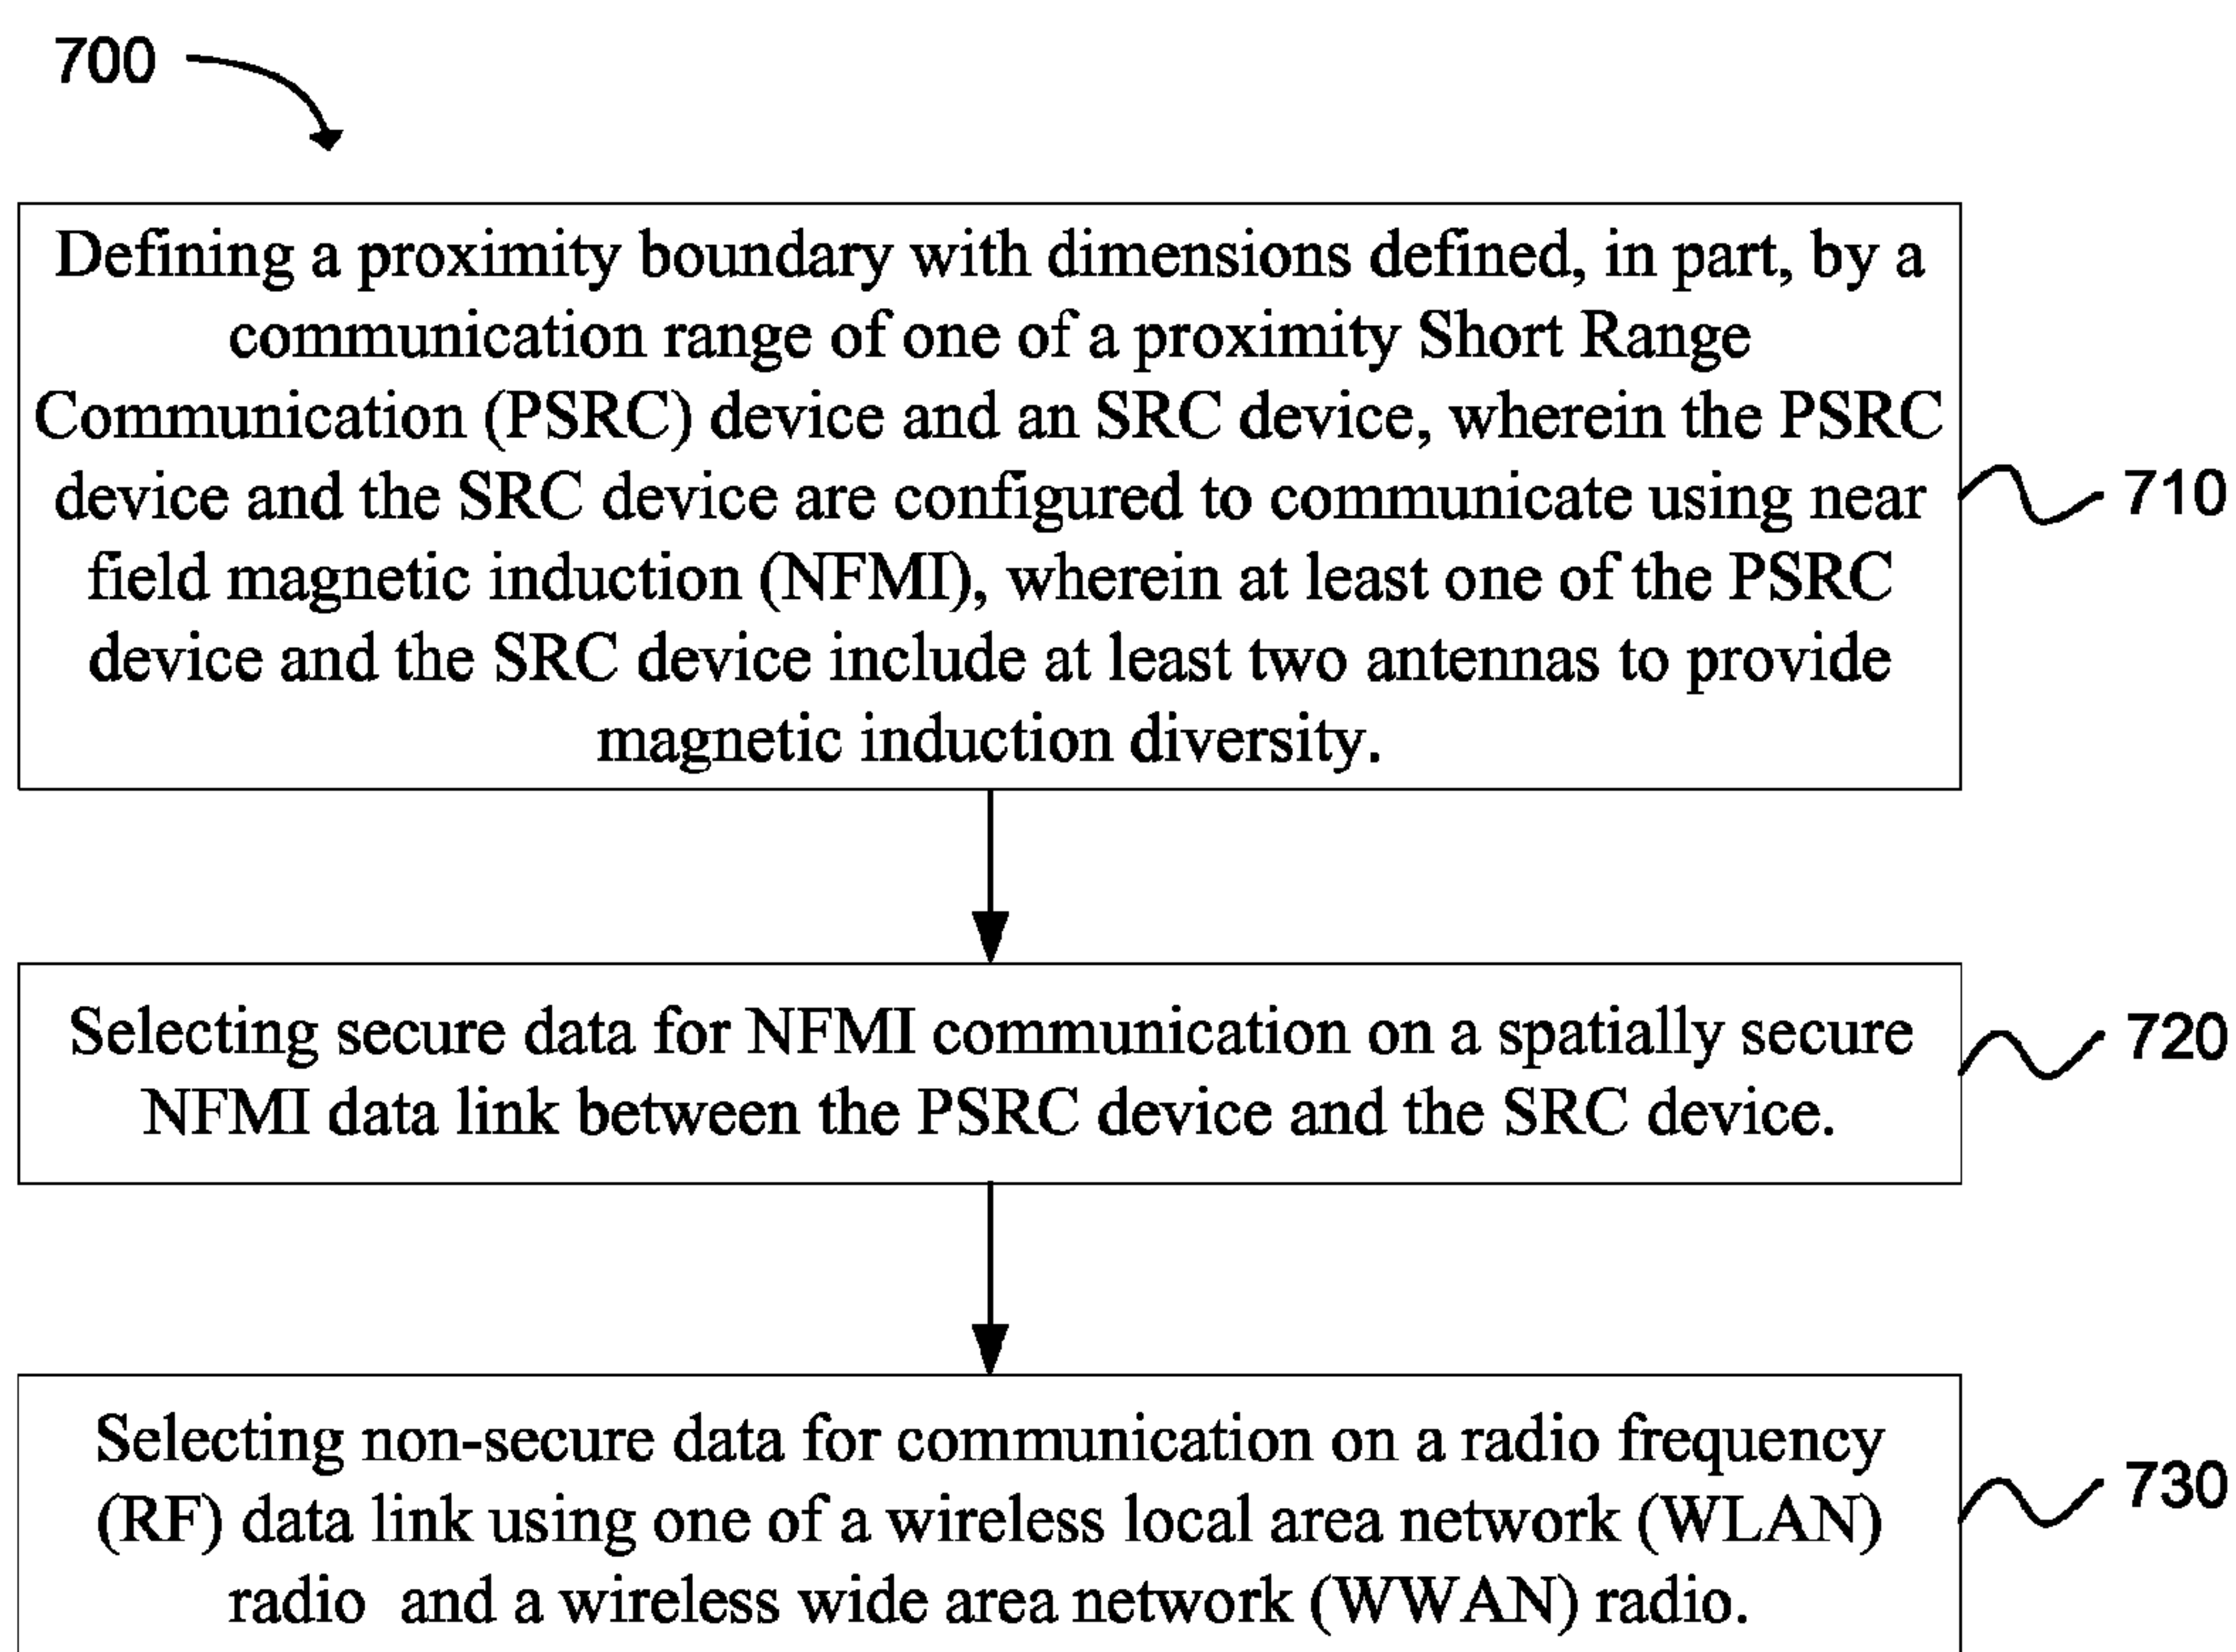 700
Defining a proximity boundary with dimensions defined, in part, by a
communication range of one of a proximity Short Range
Communication (PSRC) device and an SRC device, wherein the PSRC
device and the SRC device are configured to communicate using near
field magnetic induction (NFMI), wherein at least one of the PSRC
device and the SRC device include at least two antennas to provide
magnetic induction diversity.
710
Selecting secure data for NFMI communication on a spatially secure
NFMI data link between the PSRC device and the SRC device.
720
Selecting non-secure data for communication on a radio frequency
(RF) data link using one of a wireless local area network (WLAN)
radio and a wireless wide area network (WWAN) radio.
730